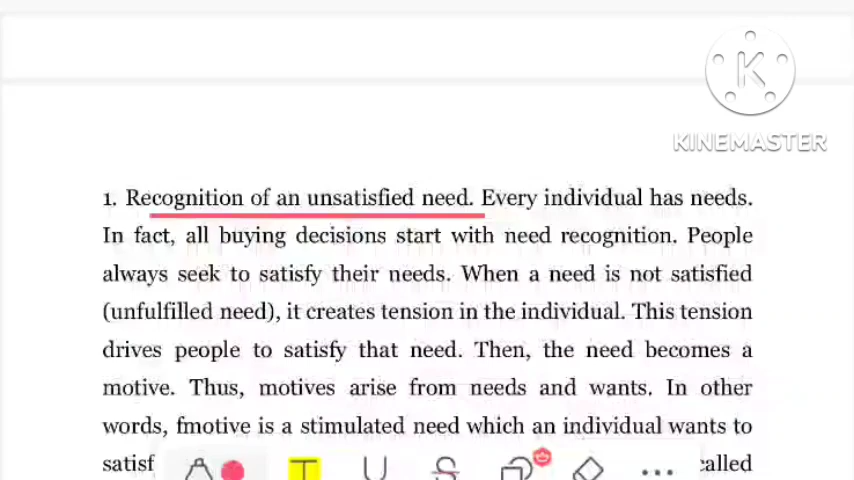 KINEMASTER
1. Recognition of an unsatisfied need. Every individual has needs.
In fact, all buying decisions start with need recognition. People
always seek to satisfy their needs. When a need is not satisfied
(unfulfilled need), it creates tension in the individual. This tension
drives people to satisfy that need. Then, the need becomes a
motive. Thus, motives arise from needs and wants. In other
words, fmotive is a stimulated need which an individual wants to